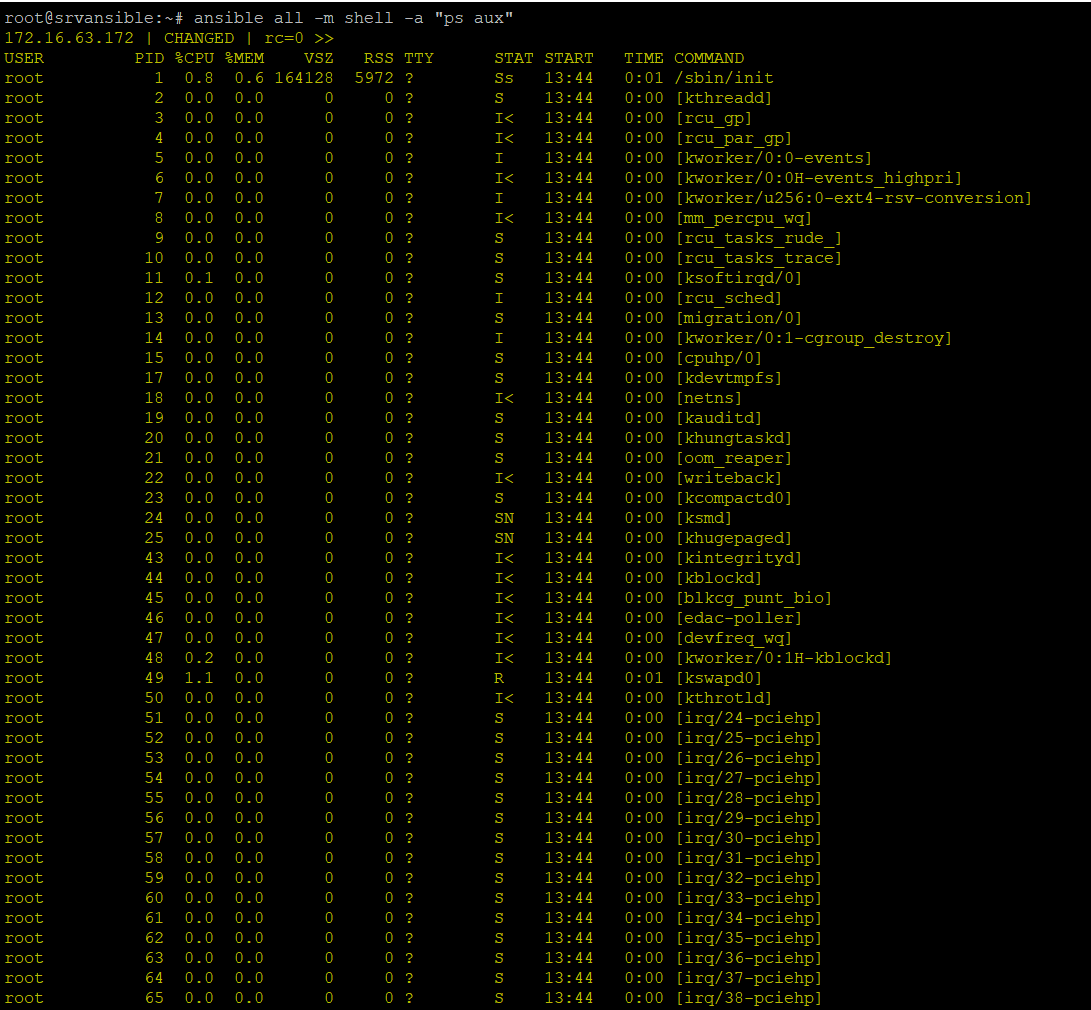 root@srvansible:~# ansible all -m shell -a "ps aux"
172.16.63.172 | CHANGED | rc=0 >>
USER         PID %CPU %MEM    VSZ   RSS TTY      STAT START   TIME COMMAND
root           1  0.8  0.6 164128  5972 ?        Ss   13:44   0:01 /sbin/init
root           2  0.0  0.0      0     0 ?        S    13:44   0:00 [kthreadd]
root           3  0.0  0.0      0     0 ?        I<   13:44   0:00 [rcu_gp]
root           4  0.0  0.0      0     0 ?        I<   13:44   0:00 [rcu_par_gp]
root           5  0.0  0.0      0     0 ?        I    13:44   0:00 [kworker/0:0-events]
root           6  0.0  0.0      0     0 ?        I<   13:44   0:00 [kworker/0:0H-events_highpri]
root           7  0.0  0.0      0     0 ?        I    13:44   0:00 [kworker/u256:0-ext4-rsv-conversion]
root           8  0.0  0.0      0     0 ?        I<   13:44   0:00 [mm_percpu_wq]
root           9  0.0  0.0      0     0 ?        S    13:44   0:00 [rcu_tasks_rude_]
root          10  0.0  0.0      0     0 ?        S    13:44   0:00 [rcu_tasks_trace]
root          11  0.1  0.0      0     0 ?        S    13:44   0:00 [ksoftirqd/0]
root          12  0.0  0.0      0     0 ?        I    13:44   0:00 [rcu_sched]
root          13  0.0  0.0      0     0 ?        S    13:44   0:00 [migration/0]
root          14  0.0  0.0      0     0 ?        I    13:44   0:00 [kworker/0:1-cgroup_destroy]
root          15  0.0  0.0      0     0 ?        S    13:44   0:00 [cpuhp/0]
root          17  0.0  0.0      0     0 ?        S    13:44   0:00 [kdevtmpfs]
root          18  0.0  0.0      0     0 ?        I<   13:44   0:00 [netns]
root          19  0.0  0.0      0     0 ?        S    13:44   0:00 [kauditd]
root          20  0.0  0.0      0     0 ?        S    13:44   0:00 [khungtaskd]
root          21  0.0  0.0      0     0 ?        S    13:44   0:00 [oom_reaper]
root          22  0.0  0.0      0     0 ?        I<   13:44   0:00 [writeback]
root          23  0.0  0.0      0     0 ?        S    13:44   0:00 [kcompactd0]
root          24  0.0  0.0      0     0 ?        SN   13:44   0:00 [ksmd]
root          25  0.0  0.0      0     0 ?        SN   13:44   0:00 [khugepaged]
root          43  0.0  0.0      0     0 ?        I<   13:44   0:00 [kintegrityd]
root          44  0.0  0.0      0     0 ?        I<   13:44   0:00 [kblockd]
root          45  0.0  0.0      0     0 ?        I<   13:44   0:00 [blkcg_punt_bio]
root          46  0.0  0.0      0     0 ?        I<   13:44   0:00 [edac-poller]
root          47  0.0  0.0      0     0 ?        I<   13:44   0:00 [devfreq_wq]
root          48  0.2  0.0      0     0 ?        I<   13:44   0:00 [kworker/0:1H-kblockd]
root          49  1.1  0.0      0     0 ?        R    13:44   0:01 [kswapd0]
root          50  0.0  0.0      0     0 ?        I<   13:44   0:00 [kthrotld]
root          51  0.0  0.0      0     0 ?        S    13:44   0:00 [irq/24-pciehp]
root          52  0.0  0.0      0     0 ?        S    13:44   0:00 [irq/25-pciehp]
root          53  0.0  0.0      0     0 ?        S    13:44   0:00 [irq/26-pciehp]
root          54  0.0  0.0      0     0 ?        S    13:44   0:00 [irq/27-pciehp]
root          55  0.0  0.0      0     0 ?        S    13:44   0:00 [irq/28-pciehp]
root          56  0.0  0.0      0     0 ?        S    13:44   0:00 [irq/29-pciehp]
root          57  0.0  0.0      0     0 ?        S    13:44   0:00 [irq/30-pciehp]
root          58  0.0  0.0      0     0 ?        S    13:44   0:00 [irq/31-pciehp]
root          59  0.0  0.0      0     0 ?        S    13:44   0:00 [irq/32-pciehp]
root          60  0.0  0.0      0     0 ?        S    13:44   0:00 [irq/33-pciehp]
root          61  0.0  0.0      0     0 ?        S    13:44   0:00 [irq/34-pciehp]
root          62  0.0  0.0      0     0 ?        S    13:44   0:00 [irq/35-pciehp]
root          63  0.0  0.0      0     0 ?        S    13:44   0:00 [irq/36-pciehp]
root          64  0.0  0.0      0     0 ?        S    13:44   0:00 [irq/37-pciehp]
root          65  0.0  0.0      0     0 ?        S    13:44   0:00 [irq/38-pciehp]